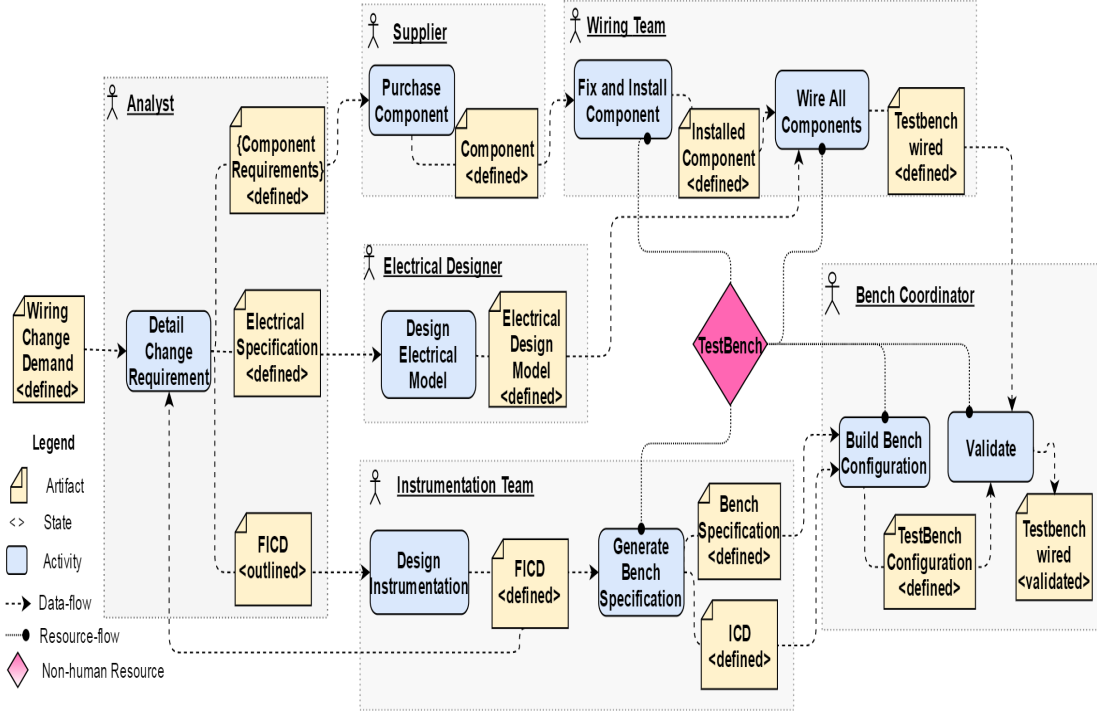 Analyst
{Component
Requirements}
<defined>
Wiring
Change
Demand
<defined>
Detail
Change
Requirement
Electrical
Specification
<defined>
FICD
<outlined>
Supplier
Purchase
Component
Component
<defined>
Wiring Team
Fix and Install
Component
Installed
Component
<defined>
Wire All
Components
Testbench
wired
<defined>
Electrical Designer
Design
Electrical
Model
Electrical
Design
Model
<defined>
TestBench
Bench Coordinator
Build Bench
Configuration
Validate
TestBench
Configuration
<defined>
Testbench
wired
<validated>
Instrumentation Team
Design
Instrumentation
FICD
<defined>
Generate
Bench
Specification
Bench
Specification
<defined>
ICD
<defined>
Legend
Artifact
<> State
Activity
Data-flow
Resource-flow
Non-human Resource